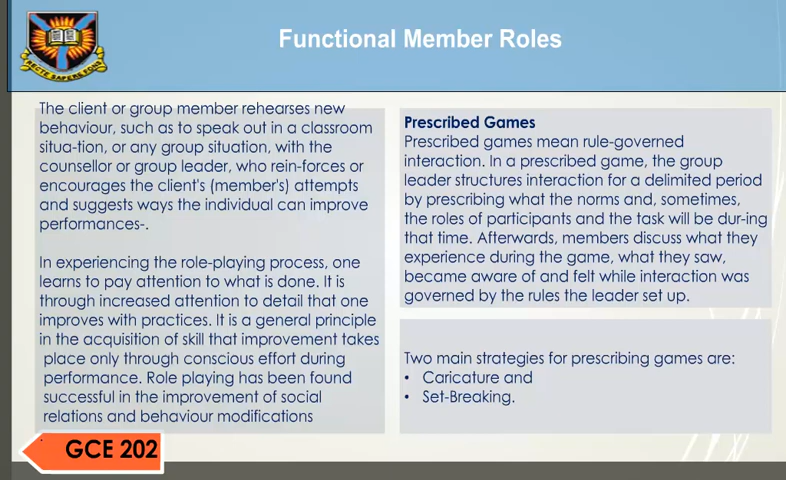 Functional Member Roles
RECTE SAPERE FONS
The client or group member rehearses new
behaviour, such as to speak out in a classroom
situa-tion, or any group situation, with the
counsellor or group leader, who rein-forces or
encourages the client's (member's) attempts
and suggests ways the individual can improve
performances-.
In experiencing the role-playing process, one
learns to pay attention to what is done. It is
through increased attention to detail that one
improves with practices. It is a general principle
in the acquisition of skill that improvement takes
place only through conscious effort during
performance. Role playing has been found
successful in the improvement of social
relations and behaviour modifications
Prescribed Games
Prescribed games mean rule-governed
interaction. In a prescribed game, the group
leader structures interaction for a delimited period
by prescribing what the norms and, sometimes,
the roles of participants and the task will be dur-ing
that time. Afterwards, members discuss what they
experience during the game, what they saw,
became aware of and felt while interaction was
governed by the rules the leader set up.
Two main strategies for prescribing games are:
• Caricature and
• Set-Breaking.
GCE 202